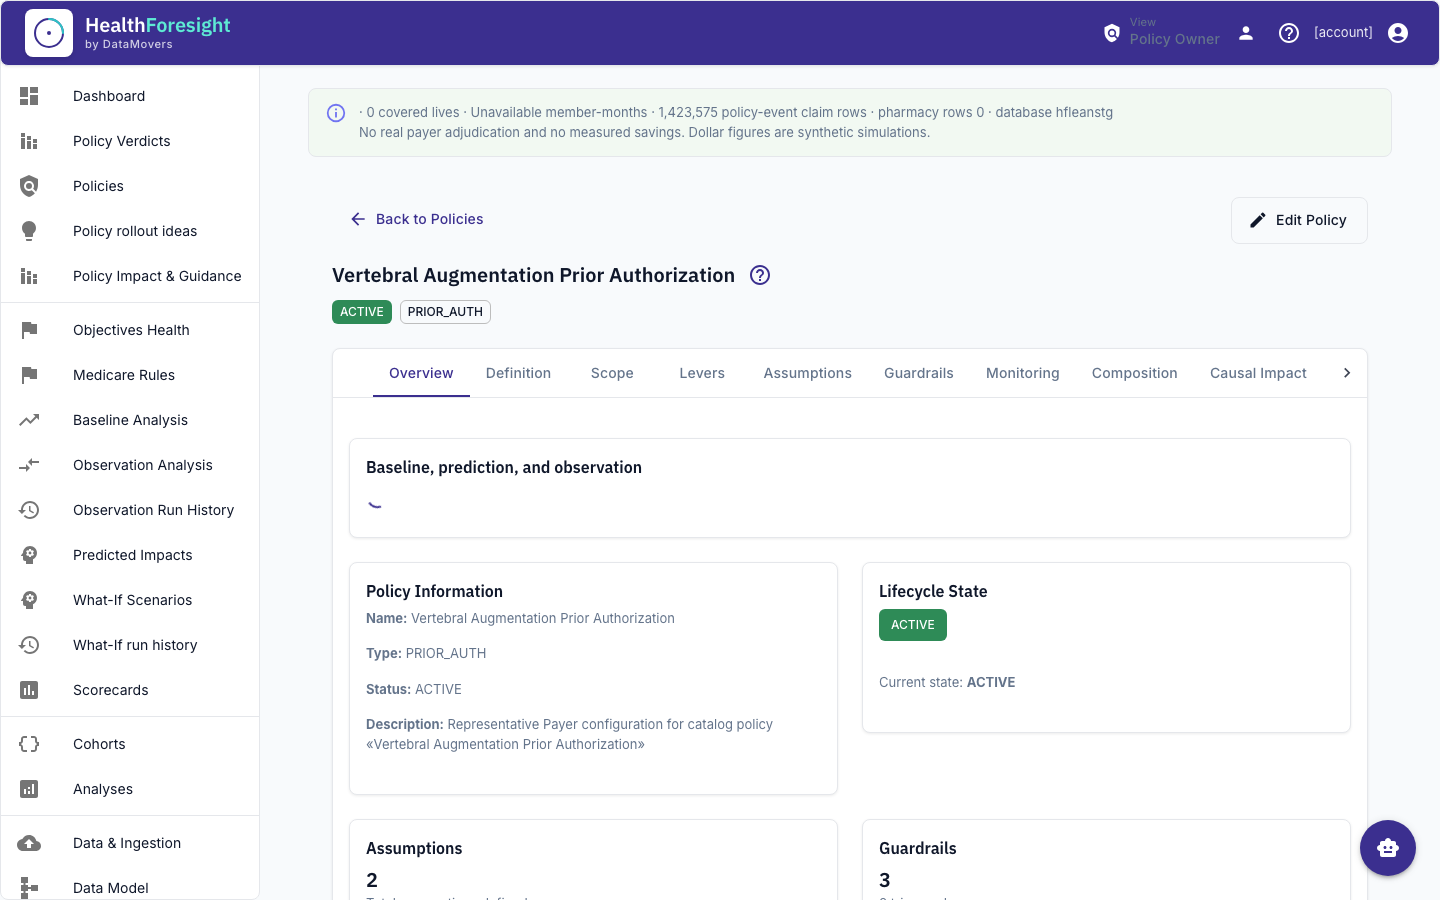 HealthForesight
by DataMovers
View
Policy Owner
[account]
Dashboard
Policy Verdicts
Policies
Policy rollout ideas
Policy Impact & Guidance
Objectives Health
Medicare Rules
Baseline Analysis
Observation Analysis
Observation Run History
Predicted Impacts
What-If Scenarios
What-If run history
Scorecards
Cohorts
Analyses
Data & Ingestion
Data Model
· 0 covered lives · Unavailable member-months · 1,423,575 policy-event claim rows · pharmacy rows 0 · database hfleanstg
No real payer adjudication and no measured savings. Dollar figures are synthetic simulations.
Back to Policies
Edit Policy
Vertebral Augmentation Prior Authorization
ACTIVE
PRIOR_AUTH
Overview
Definition
Scope
Levers
Assumptions
Guardrails
Monitoring
Composition
Causal Impact
Baseline, prediction, and observation
Policy Information
Name: Vertebral Augmentation Prior Authorization
Type: PRIOR_AUTH
Status: ACTIVE
Description: Representative Payer configuration for catalog policy
«Vertebral Augmentation Prior Authorization»
Lifecycle State
ACTIVE
Current state: ACTIVE
Assumptions
2
Guardrails
3